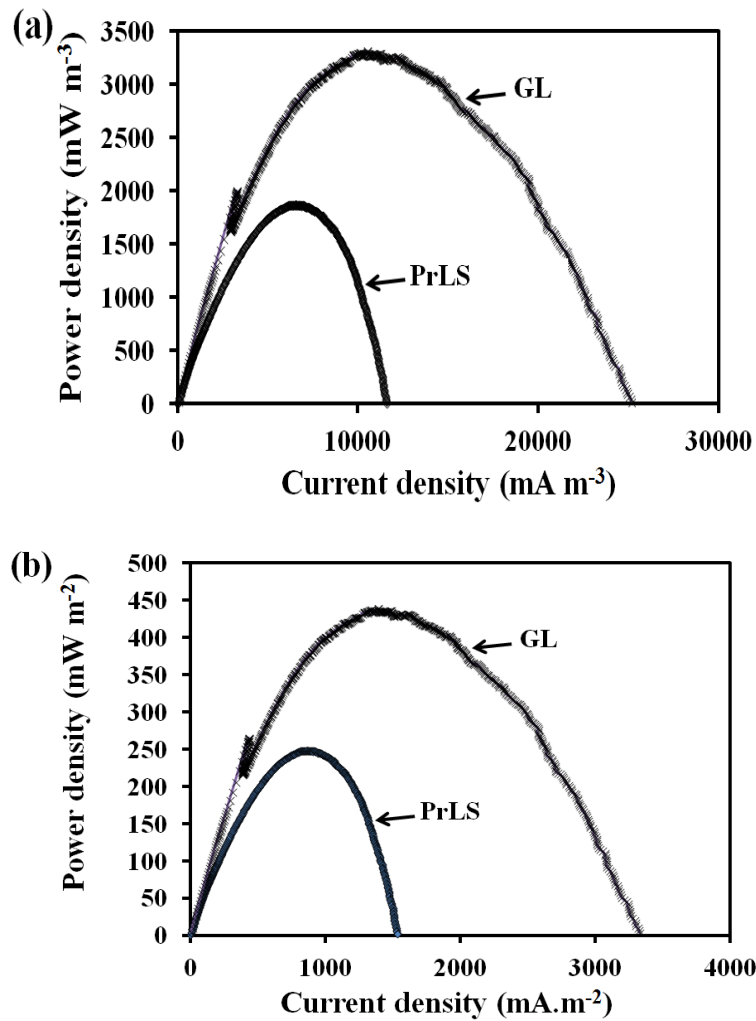 (a)
Power density (mW m-3)
3500
3000
2500
2000
1500
1000
500
0
GL
PrLS
0 10000 20000 30000
Current density (mA m-3)
(b)
Power density (mW m-2)
500
450
400
350
300
250
200
150
100
50
0
GL
PrLS
0 1000 2000 3000 4000
Current density (mA.m-2)